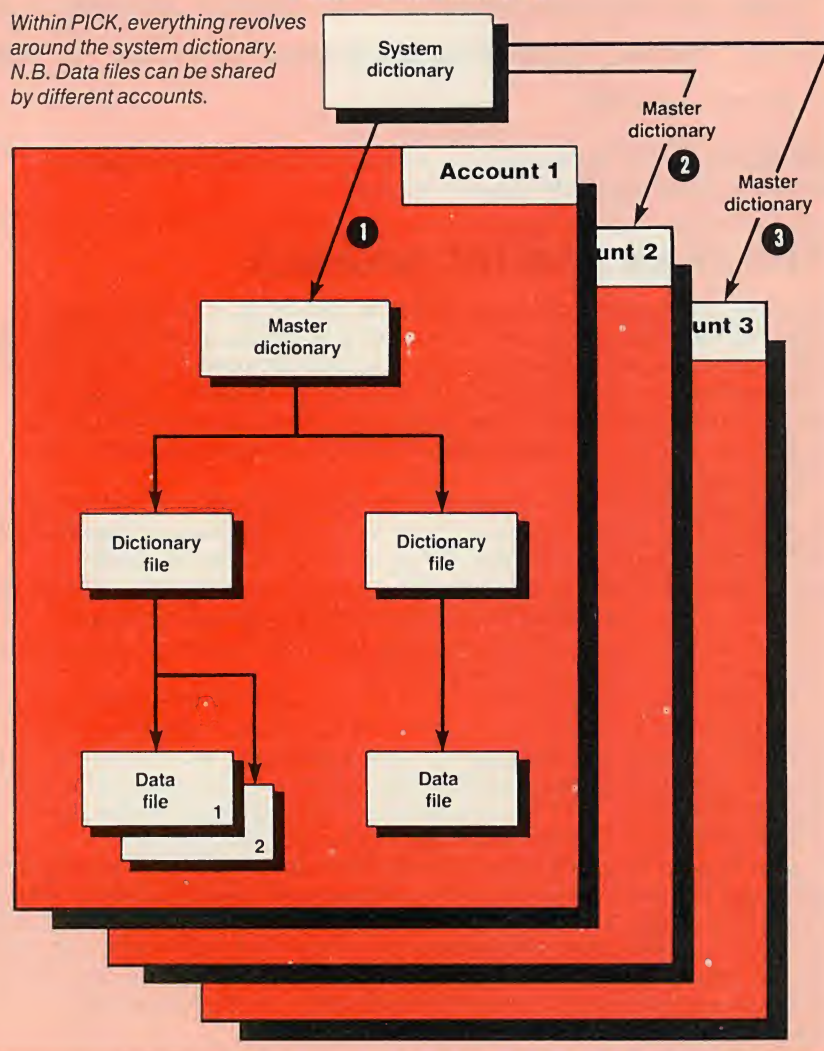 Within PICK, everything revolves
around the system dictionary.
N.B. Data files can be shared
by different accounts.
System
dictionary
Master
dictionary
2
Master
dictionary
3
Account 1
1
unt 2
unt 3
Master
dictionary
Dictionary
file
Dictionary
file
Data
file
1
2
Data
file